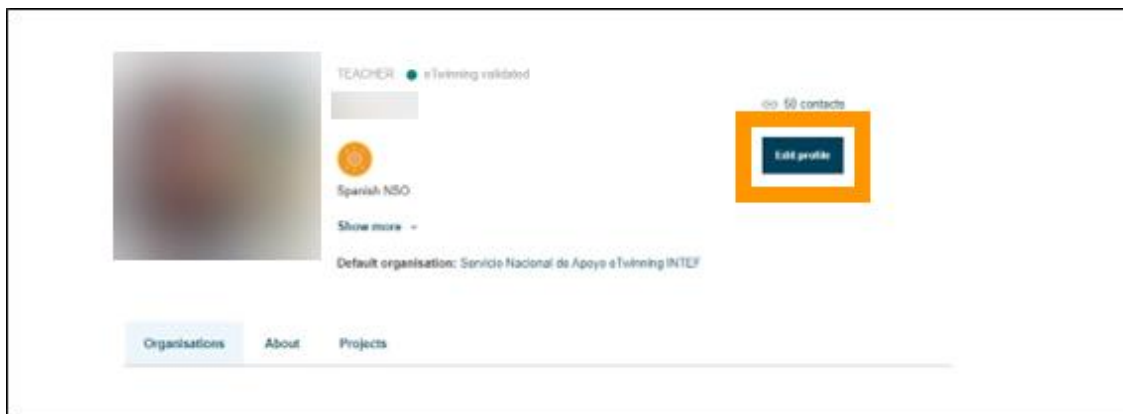 TEACHER eTwinning validated
50 contacts
Edit profile
Spanish NSO
Show more
Default organisation: Servicio Nacional de Apoyo eTwinning INTEF
Organisations About Projects